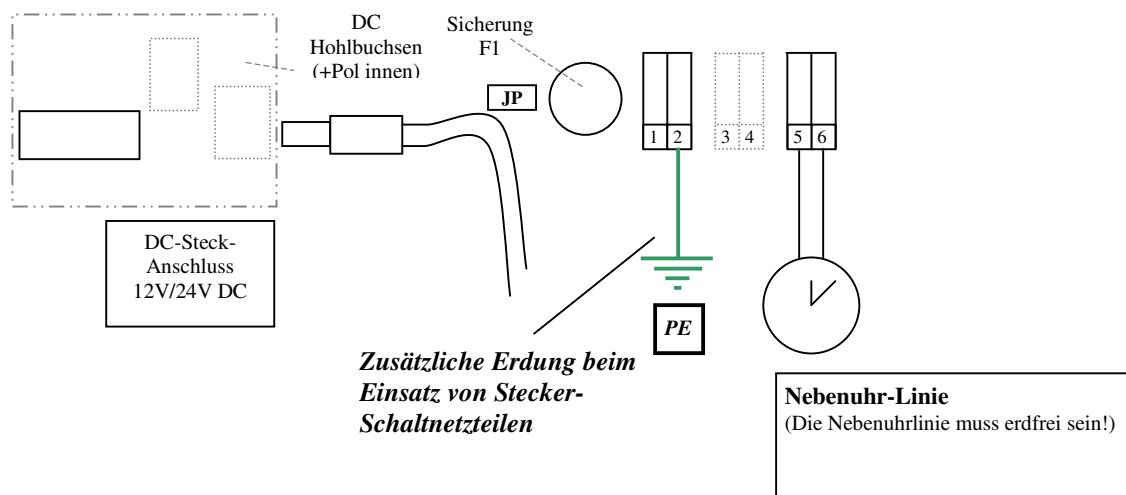 DC
Hohlbuchsen
(+Pol innen)
Sicherung
F1
JP
1 2 3 4 5 6
DC-Steck-
Anschluss
12V/24V DC
PE
Zusätzliche Erdung beim
Einsatz von Stecker-
Schaltnetzteilen
Nebenuhr-Linie
(Die Nebenuhrlinie muss erdfrei sein!)